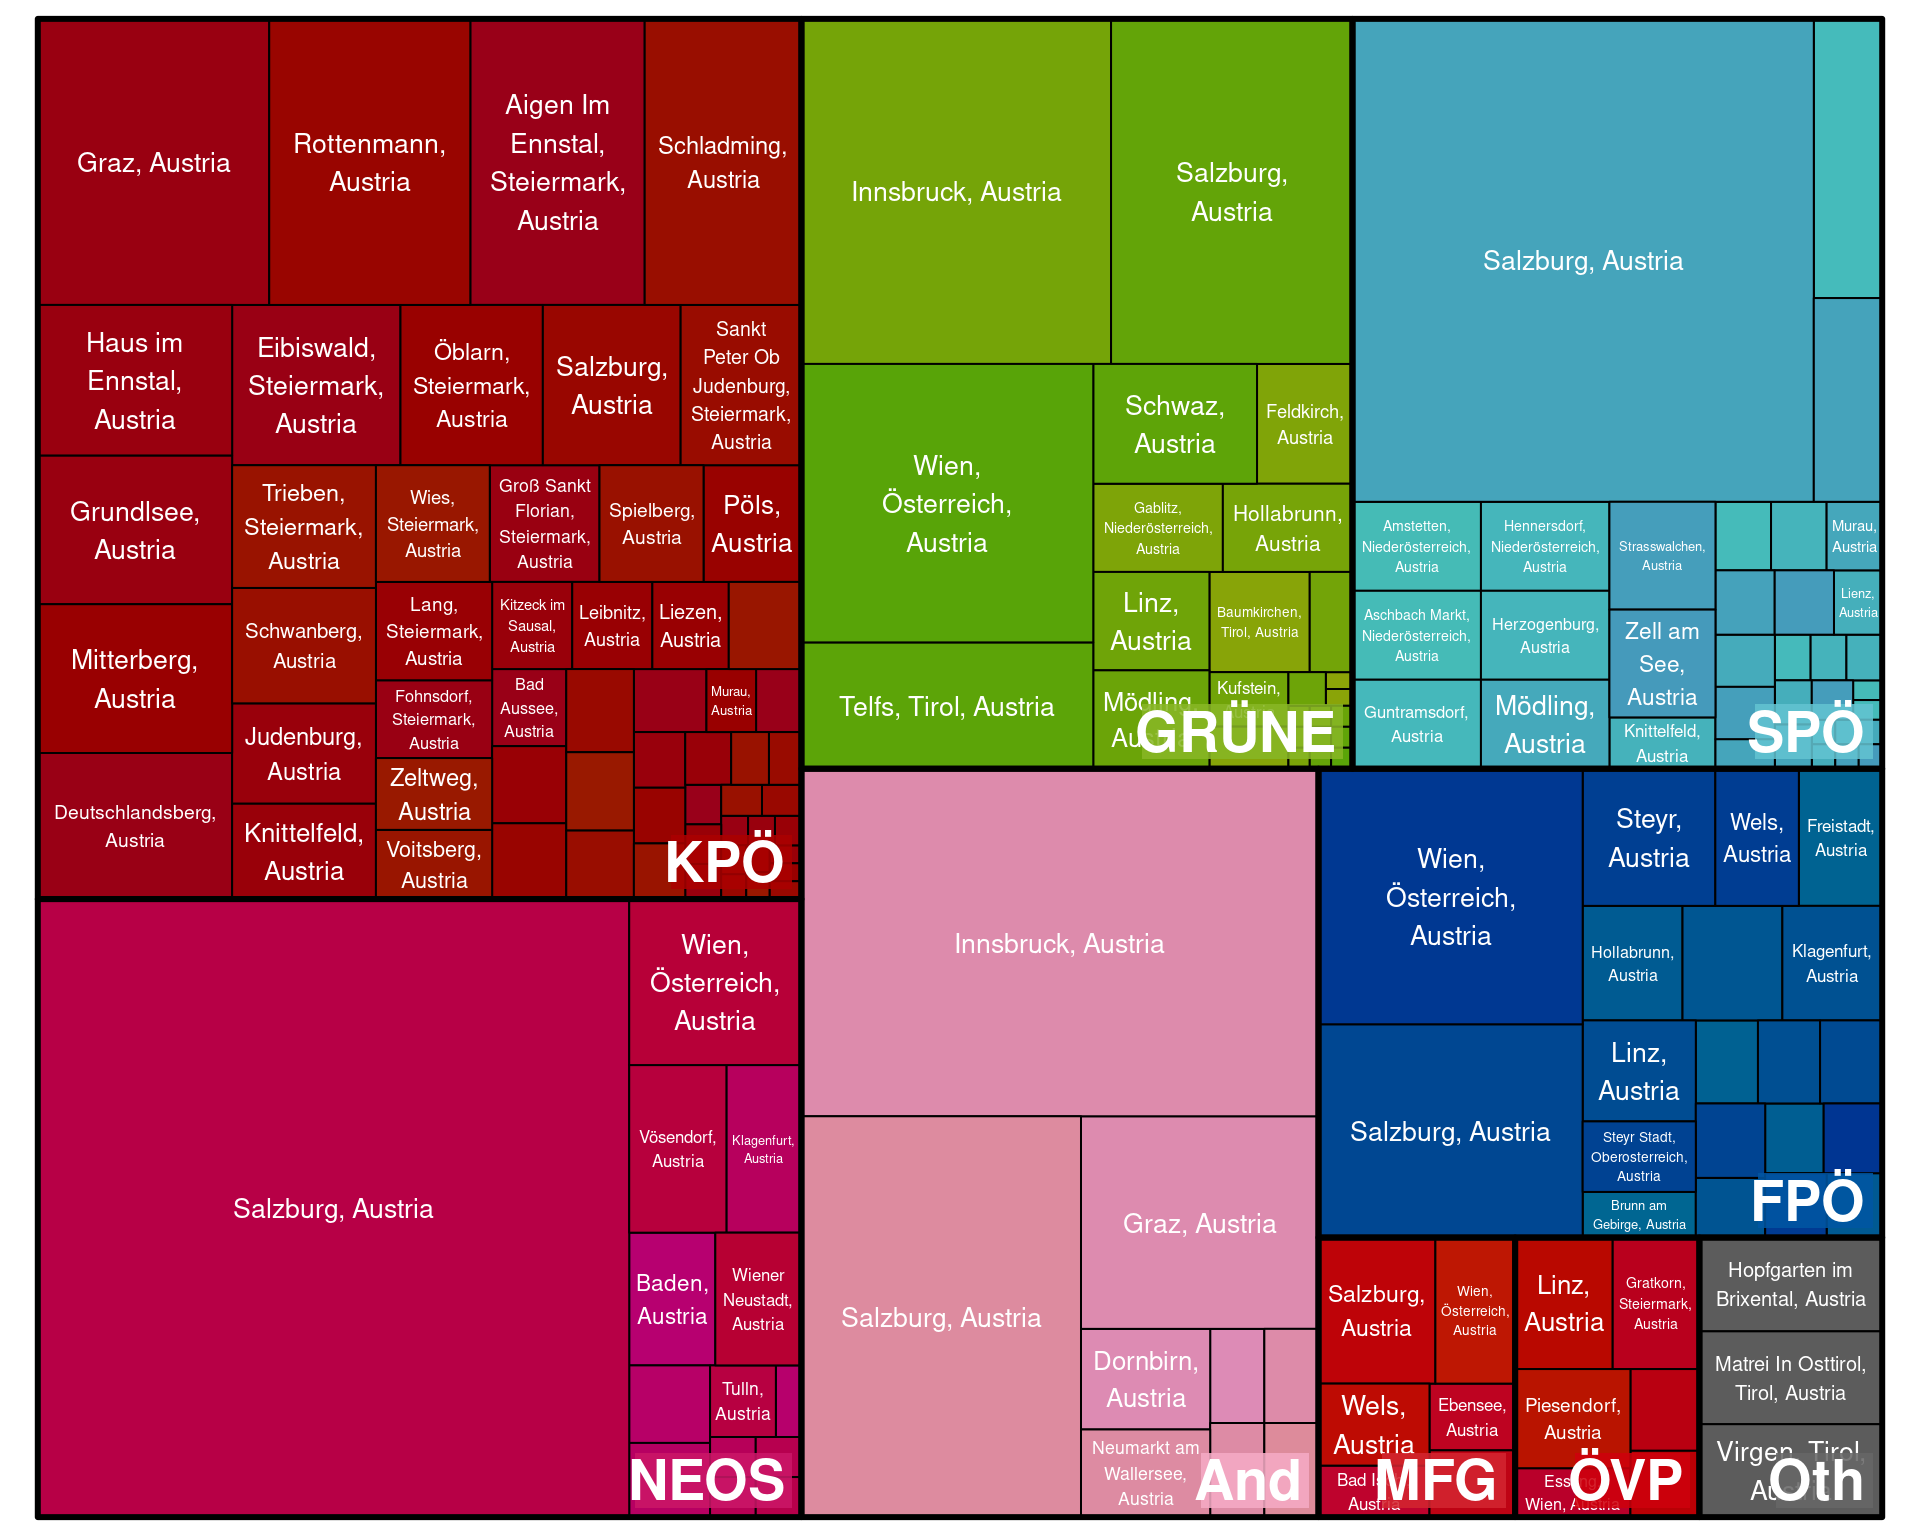 Graz, Austria
Rottenmann,
Austria
Aigen Im
Ennstal,
Steiermark,
Austria
Schladming,
Austria
Haus im
Ennstal,
Austria
Eibiswald,
Steiermark,
Austria
Öblarn,
Steiermark,
Austria
Salzburg,
Austria
Sankt
Peter Ob
Judenburg,
Steiermark,
Austria
Grundlsee,
Austria
Trieben,
Steiermark,
Austria
Wies,
Steiermark,
Austria
Groß Sankt
Florian,
Steiermark,
Austria
Spielberg,
Austria
Pöls,
Austria
Mitterberg,
Austria
Schwanberg,
Austria
Lang,
Steiermark,
Austria
Kitzeck im
Sausal,
Austria
Leibnitz,
Austria
Liezen,
Austria
Fohnsdorf,
Steiermark,
Austria
Bad
Aussee,
Austria
Murau,
Austria
Judenburg,
Austria
Deutschlandsberg,
Austria
Zeltweg,
Austria
Knittelfeld,
Austria
Voitsberg,
Austria
KPÖ
Innsbruck, Austria
Salzburg,
Austria
Wien,
Österreich,
Austria
Schwaz,
Austria
Feldkirch,
Austria
Gablitz,
Niederösterreich,
Austria
Hollabrunn,
Austria
Linz,
Austria
Baumkirchen,
Tirol, Austria
Telfs, Tirol, Austria
Mödling,
Austria
Kufstein,
GRÜNE
Salzburg, Austria
Amstetten,
Niederösterreich,
Austria
Hennersdorf,
Niederösterreich,
Austria
Strasswalchen,
Austria
Murau,
Austria
Aschbach Markt,
Niederösterreich,
Austria
Herzogenburg,
Austria
Zell am
See,
Austria
Lienz,
Austria
Guntramsdorf,
Austria
Mödling,
Austria
Knittelfeld,
Austria
SPÖ
Salzburg, Austria
Wien,
Österreich,
Austria
Vösendorf,
Austria
Klagenfurt,
Austria
Baden,
Austria
Wiener
Neustadt,
Austria
Tulln,
Austria
NEOS
Innsbruck, Austria
Salzburg, Austria
Graz, Austria
Dornbirn,
Austria
Neumarkt am
Wallersee,
Austria
And
Wien,
Österreich,
Austria
Steyr,
Austria
Wels,
Austria
Freistadt,
Austria
Hollabrunn,
Austria
Klagenfurt,
Austria
Salzburg, Austria
Linz,
Austria
Steyr Stadt,
Oberosterreich,
Austria
Brunn am
Gebirge, Austria
FPÖ
Salzburg,
Austria
Wien,
Österreich,
Austria
Wels,
Austria
Ebensee,
Austria
Bad
Austria
MFG
Linz,
Austria
Gratkorn,
Steiermark,
Austria
Piesendorf,
Austria
Wien, Austria
ÖVP
Hopfgarten im
Brixental, Austria
Matrei In Osttirol,
Tirol, Austria
Virgen, Tirol,
Austria
Oth